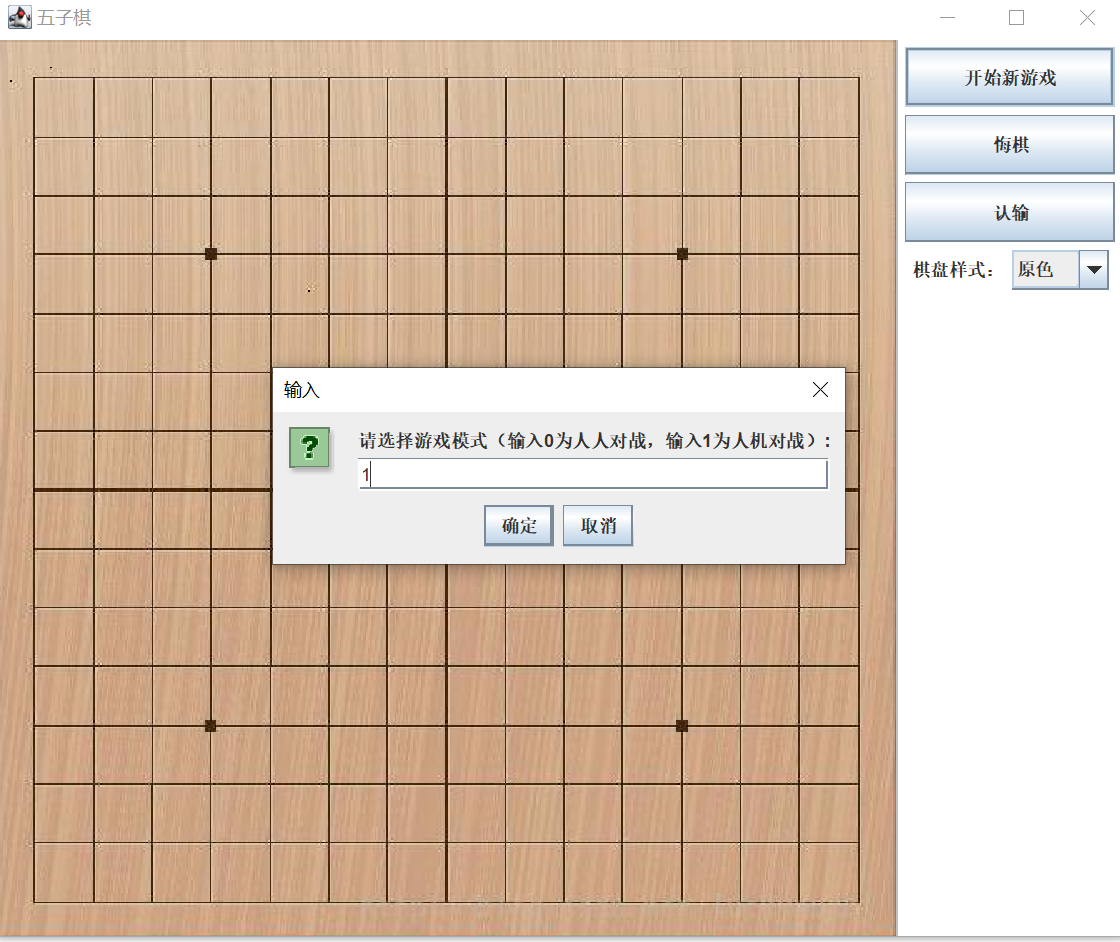 五子棋
开始新游戏
悔棋
认输
棋盘样式：
原色
输入
请选择游戏模式（输入0为人人对战，输入1为人机对战）:
1
确定
取消